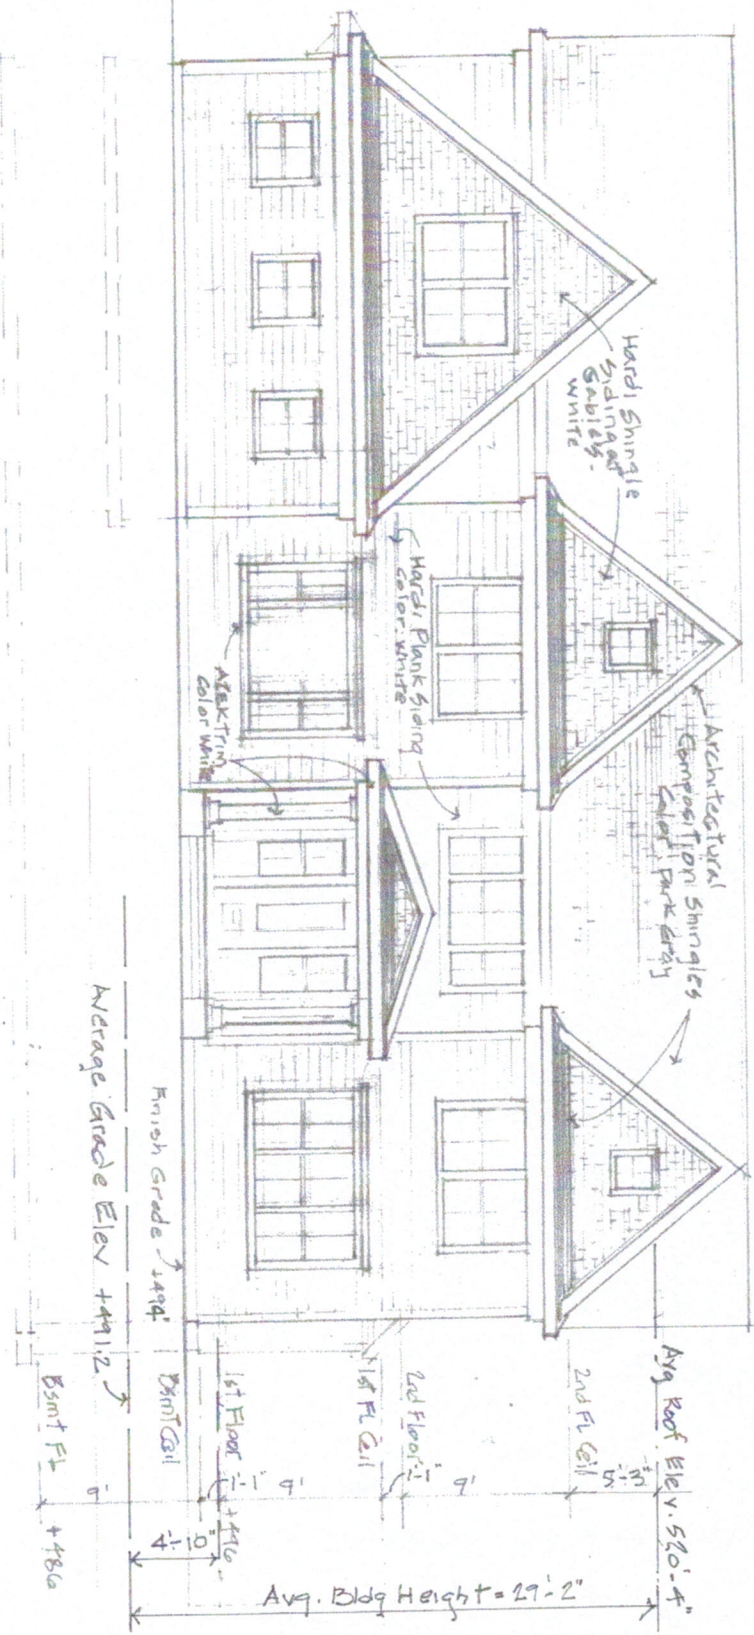 Hardi Shingle
siding at
Gables -
White
Architectural
Composition Shingles
Color: Park Gray
Hardi Plank Siding
Color: White
Azek Trim
Color White
Avg Roof Elev. 520'-4"
2nd FL Ceil
5'-3"
9'
2nd Floor
1'-1"
1st FL Ceil
9'
1st Floor
+496
1'-1"
Bsmt Ceil
Finish Grade +494'
4'-10"
Average Grade Elev +491.2
Bsmt FL +486
Avg. Bldg Height = 29'-2"